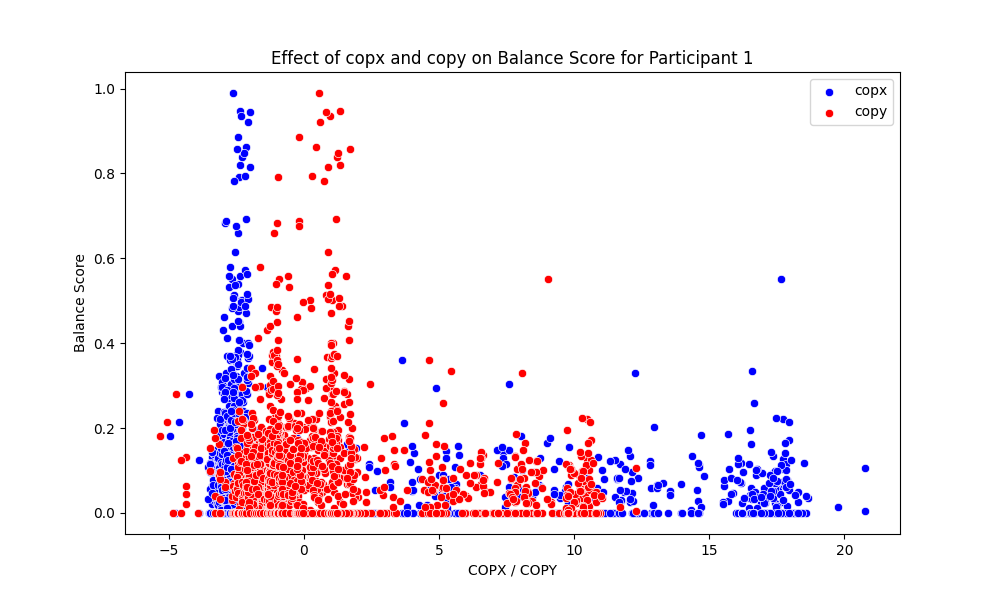 Effect of copx and copy on Balance Score for Participant 1
copx
copy
1.0
0.8
0.6
0.4
0.2
0.0
Balance Score
−5
0
5
10
15
20
COPX / COPY